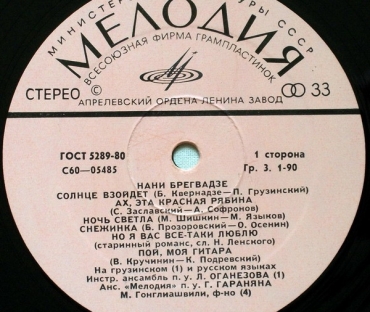 МИНИСТЕРСТВО КУЛЬТУРЫ СССР
МЕЛОДИЯ
ВСЕСОЮЗНАЯ ФИРМА ГРАМПЛАСТИНОК
СТЕРЕО 33
АПРЕЛЕВСКИЙ ОРДЕНА ЛЕНИНА ЗАВОД
ГОСТ 5289-80 1 сторона
С60—05485 Гр. 3. 1-90
НАНИ БРЕГВАДЗЕ
СОЛНЦЕ ВЗОЙДЕТ (Б. Квернадзе—П. Грузинский)
АХ, ЭТА КРАСНАЯ РЯБИНА
(С. Заславский—А. Софронов)
НОЧЬ СВЕТЛА (М. Шишкин — М. Языков)
СНЕЖИНКА (Б. Прозоровский — О. Осенин)
НО Я ВАС ВСЕ-ТАКИ ЛЮБЛЮ
(старинный романс, сл. Н. Ленского)
ПОЙ, МОЯ ГИТАРА
(В. Кручинин — К. Подревский)
На грузинском (1) и русском языках
Инстр. ансамбль п/у Л. ОГАНЕЗОВА (1)
Анс. «Мелодия» п/у Г. ГАРАНЯНА
М. Гонглиашвили, ф-но (4)